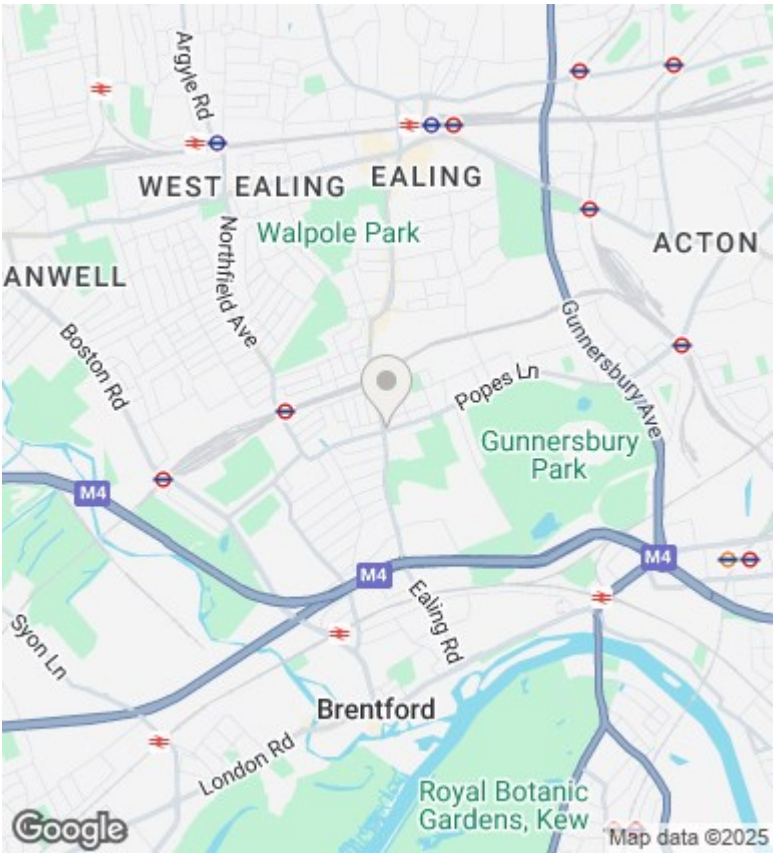 Argyle Rd
WEST EALING
EALING
Walpole Park
Northfield Ave
ACTON
ANWELL
Boston Rd
Gunnersbury Ave
Popes Ln
Gunnersbury
Park
M4
M4
M4
Ealing Rd
Syon Ln
Brentford
London Rd
Royal Botanic
Gardens, Kew
Google
Map data ©2025